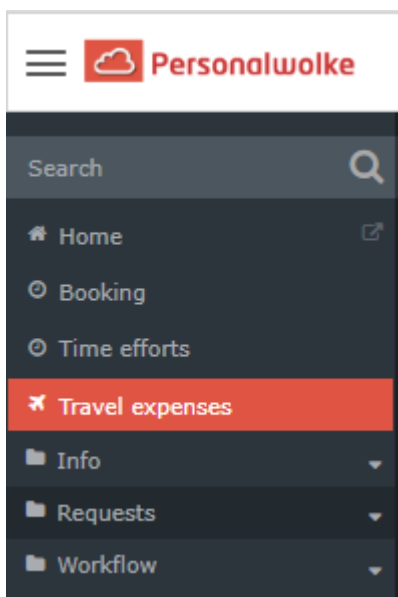 Personalwolke
Search
Home
Booking
Time efforts
Travel expenses
Info
Requests
Workflow